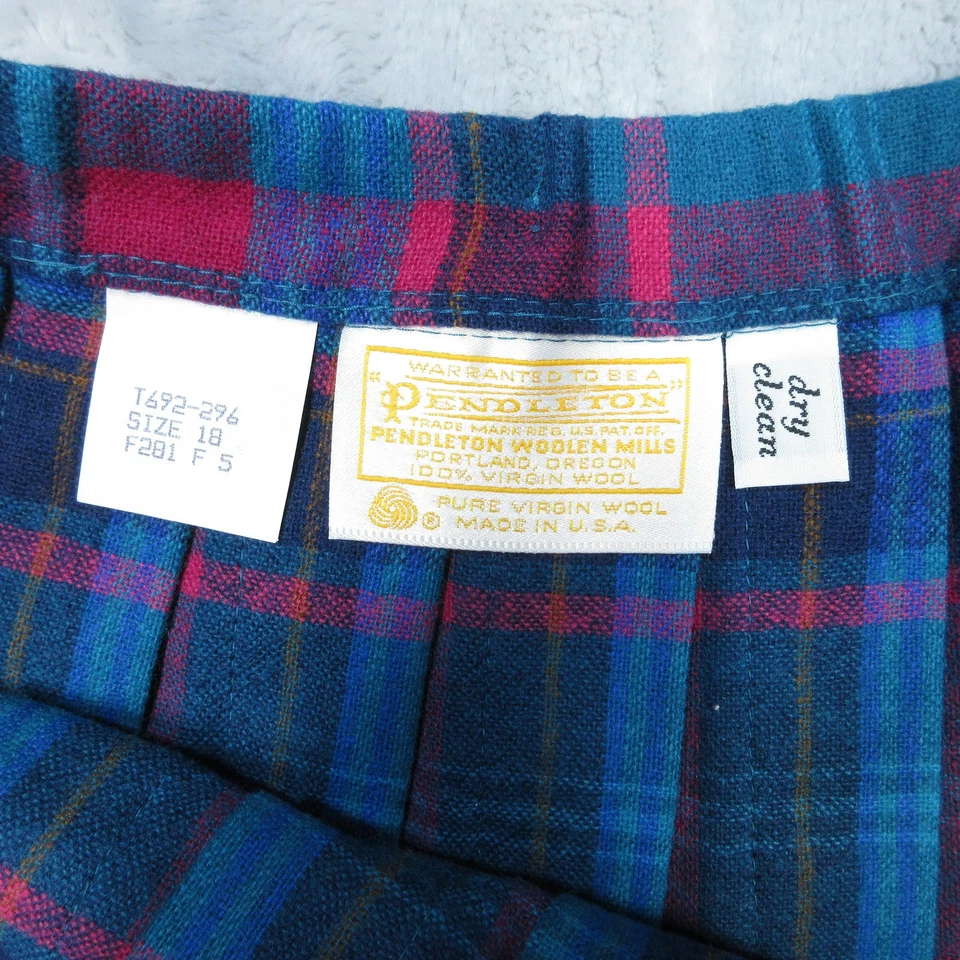 T692-296
SIZE 18
F281 F 5
WARRANTED TO BE A
"PENDLETON"
TRADE MARK REG. U.S. PAT. OFF.
PENDLETON WOOLEN MILLS
PORTLAND, OREGON
100% VIRGIN WOOL
® PURE VIRGIN WOOL
MADE IN U.S.A.
dry
clean